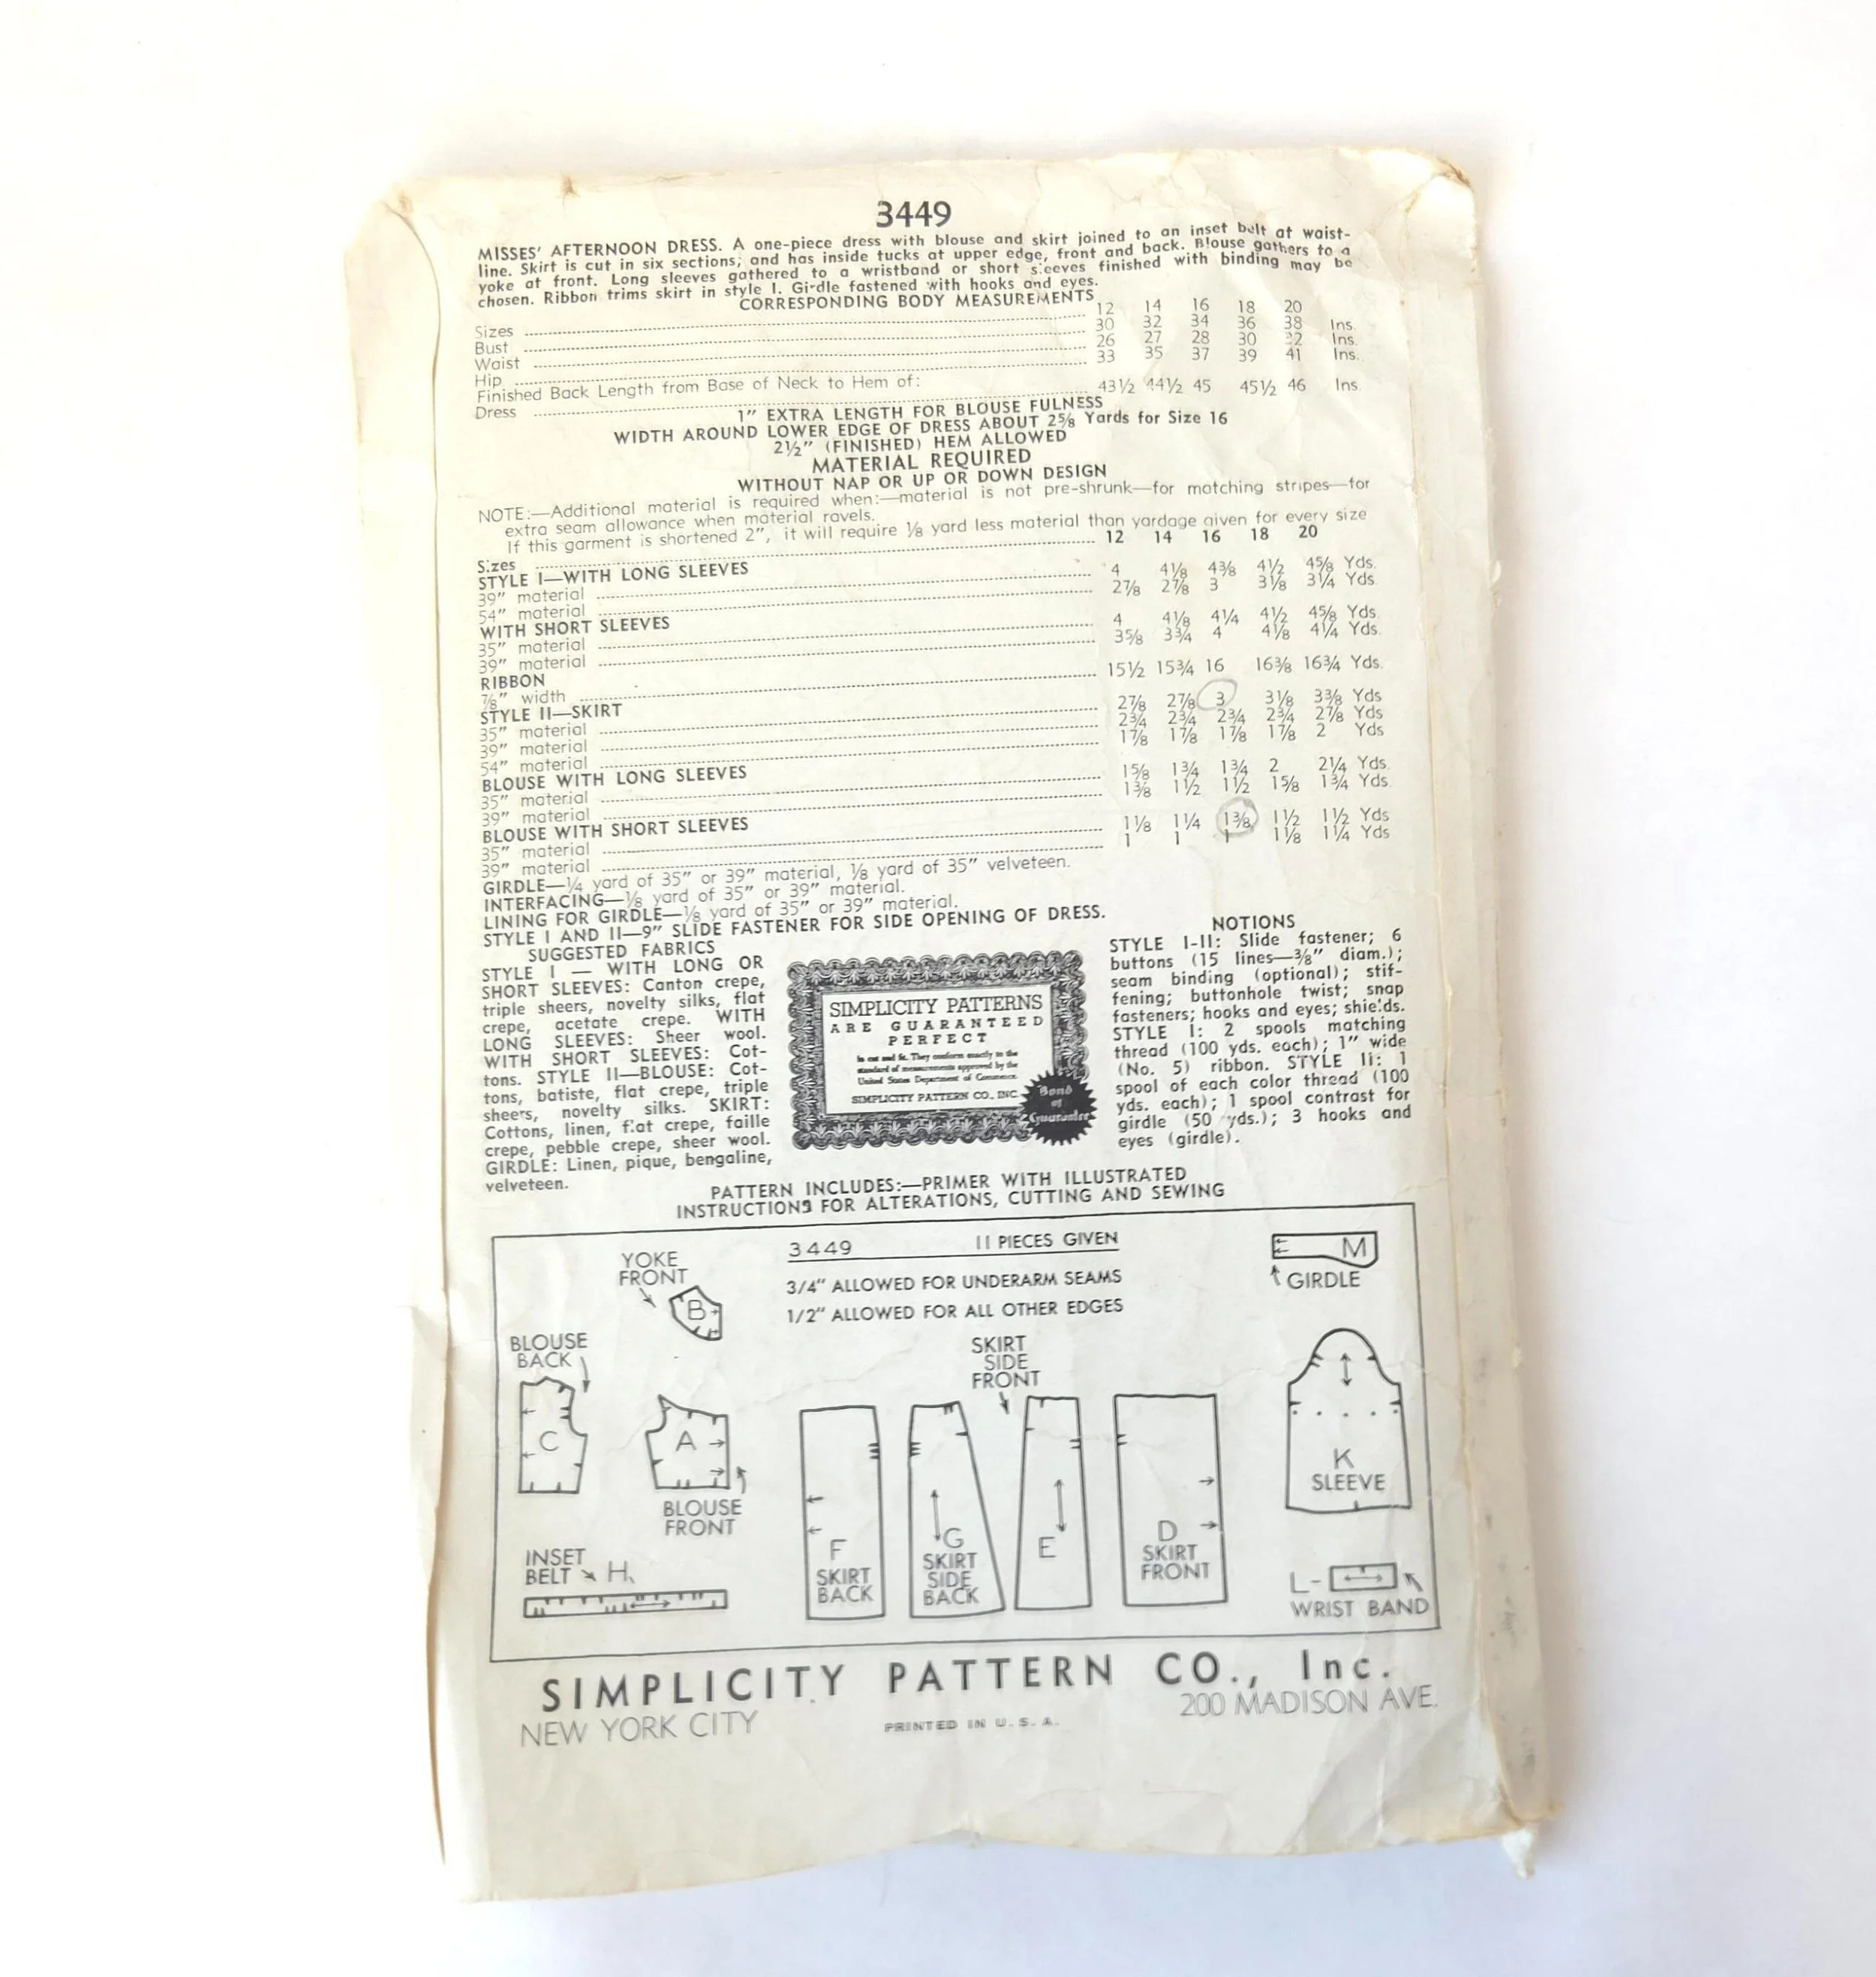 3449
MISSES' AFTERNOON DRESS. A one-piece dress with blouse and skirt joined to an inset belt at waist-
line. Skirt is cut in six sections; and has inside tucks at upper edge, front and back. Blouse gathers to a
yoke at front. Long sleeves gathered to a wristband or short sleeves finished with binding may be
chosen. Ribbon trims skirt in style I. Girdle fastened with hooks and eyes.
CORRESPONDING BODY MEASUREMENTS
Sizes 12 14 16 18 20
Bust 30 32 34 36 38 Ins.
Waist 26 27 28 30 32 Ins.
Hip 33 35 37 39 41 Ins.
Finished Back Length from Base of Neck to Hem of:
Dress 43½ 44½ 45 45½ 46 Ins.
1" EXTRA LENGTH FOR BLOUSE FULNESS
WIDTH AROUND LOWER EDGE OF DRESS ABOUT 2⅝ Yards for Size 16
2½" (FINISHED) HEM ALLOWED
MATERIAL REQUIRED
WITHOUT NAP OR UP OR DOWN DESIGN
NOTE:—Additional material is required when:—material is not pre-shrunk—for matching stripes—for
extra seam allowance when material ravels.
If this garment is shortened 2", it will require ⅛ yard less material than yardage given for every size
Sizes 12 14 16 18 20
STYLE I—WITH LONG SLEEVES
39" material 4 4⅛ 4⅜ 4½ 4⅝ Yds.
54" material 2⅞ 2⅞ 3 3⅛ 3¼ Yds.
WITH SHORT SLEEVES
35" material 4 4⅛ 4¼ 4½ 4⅝ Yds.
39" material 3⅝ 3¾ 4 4⅛ 4¼ Yds.
RIBBON
⅞" width 15½ 15¾ 16 16⅜ 16¾ Yds.
STYLE II—SKIRT
35" material 2⅞ 2⅞ 3 3⅛ 3⅜ Yds
39" material 2¾ 2¾ 2¾ 2¾ 2⅞ Yds
54" material 1⅞ 1⅞ 1⅞ 1⅞ 2 Yds
BLOUSE WITH LONG SLEEVES
35" material 1⅝ 1¾ 1¾ 2 2¼ Yds.
39" material 1⅜ 1½ 1½ 1⅝ 1¾ Yds.
BLOUSE WITH SHORT SLEEVES
35" material 1⅛ 1¼ 1⅜ 1½ 1½ Yds
39" material 1 1 1 1⅛ 1¼ Yds
GIRDLE—¼ yard of 35" or 39" material, ⅛ yard of 35" velveteen.
INTERFACING—⅛ yard of 35" or 39" material.
LINING FOR GIRDLE—⅛ yard of 35" or 39" material.
STYLE I AND II—9" SLIDE FASTENER FOR SIDE OPENING OF DRESS.
SUGGESTED FABRICS
STYLE I — WITH LONG OR
SHORT SLEEVES: Canton crepe,
triple sheers, novelty silks, flat
crepe, acetate crepe. WITH
LONG SLEEVES: Sheer wool.
WITH SHORT SLEEVES: Cot-
tons. STYLE II—BLOUSE: Cot-
tons, batiste, flat crepe, triple
sheers, novelty silks. SKIRT:
Cottons, linen, flat crepe, faille
crepe, pebble crepe, sheer wool.
GIRDLE: Linen, pique, bengaline,
velveteen.
SIMPLICITY PATTERNS
ARE GUARANTEED
PERFECT
in cut and fit. They conform exactly to the
standard of measurements approved by the
United States Department of Commerce.
SIMPLICITY PATTERN CO., INC.
Bond
of
Guarantee
NOTIONS
STYLE I-II: Slide fastener; 6
buttons (15 lines—⅜" diam.);
seam binding (optional); stif-
fening; buttonhole twist; snap
fasteners; hooks and eyes; shields.
STYLE I: 2 spools matching
thread (100 yds. each); 1" wide
(No. 5) ribbon. STYLE II: 1
spool of each color thread (100
yds. each); 1 spool contrast for
girdle (50 yds.); 3 hooks and
eyes (girdle).
PATTERN INCLUDES:—PRIMER WITH ILLUSTRATED
INSTRUCTIONS FOR ALTERATIONS, CUTTING AND SEWING
3449 11 PIECES GIVEN
3/4" ALLOWED FOR UNDERARM SEAMS
1/2" ALLOWED FOR ALL OTHER EDGES
YOKE
FRONT
B
M
GIRDLE
BLOUSE
BACK
C
A
BLOUSE
FRONT
SKIRT
SIDE
FRONT
F
SKIRT
BACK
G
SKIRT
SIDE
BACK
E
D
SKIRT
FRONT
K
SLEEVE
INSET
BELT H
L-
WRIST BAND
SIMPLICITY PATTERN CO., Inc.
NEW YORK CITY PRINTED IN U.S.A. 200 MADISON AVE.